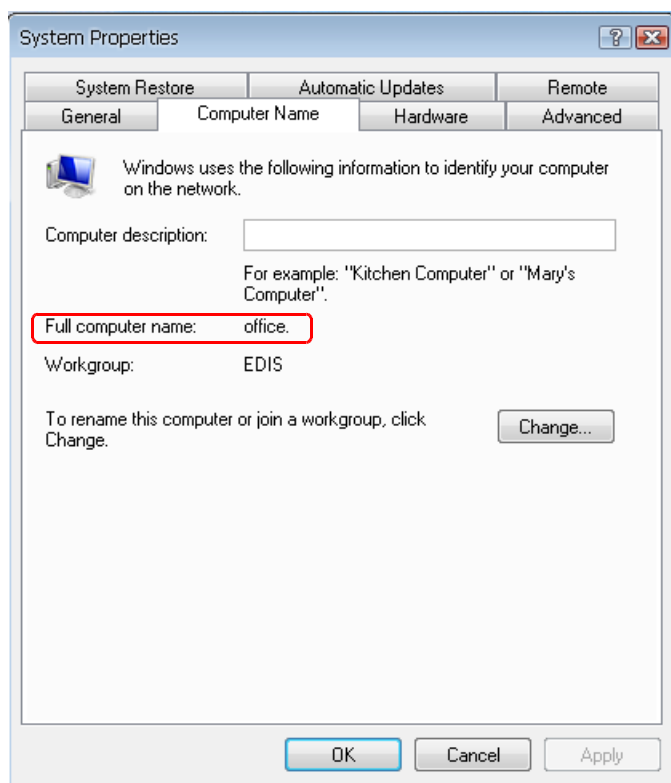 System Properties
System Restore Automatic Updates Remote
General Computer Name Hardware Advanced
Windows uses the following information to identify your computer
on the network.
Computer description:
For example: "Kitchen Computer" or "Mary's
Computer".
Full computer name: office.
Workgroup: EDIS
To rename this computer or join a workgroup, click
Change.
Change...
OK Cancel Apply